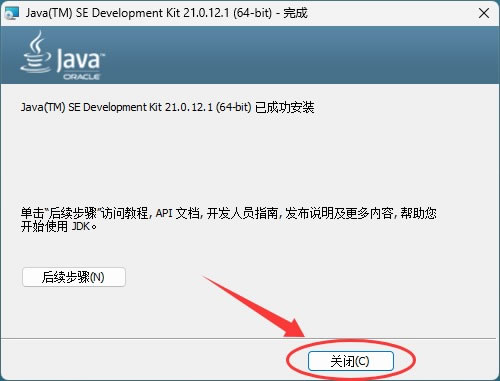 Java(TM) SE Development Kit 21.0.12.1 (64-bit) - 完成
Java
ORACLE
Java(TM) SE Development Kit 21.0.12.1 (64-bit) 已成功安装
单击“后续步骤”访问教程, API 文档, 开发人员指南, 发布说明及更多内容, 帮助您
开始使用 JDK。
后续步骤(N)
关闭(C)